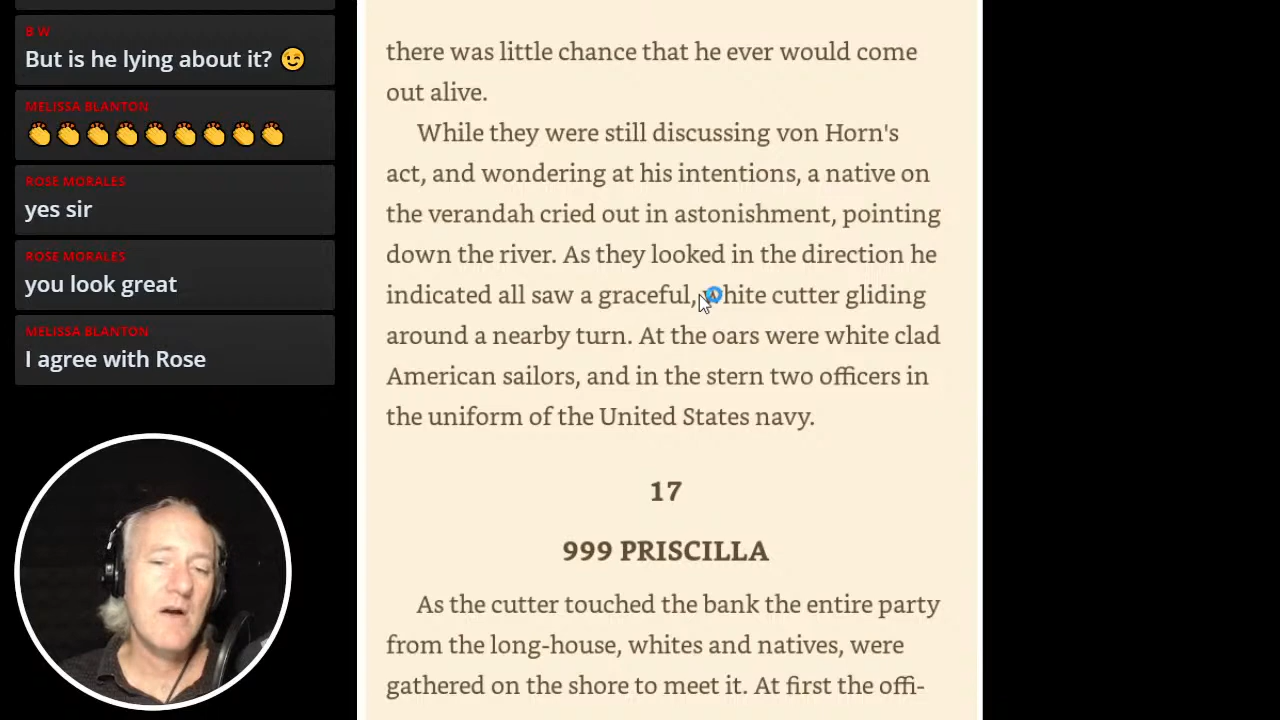 B W
But is he lying about it? 😉
MELISSA BLANTON
👏👏👏👏👏👏👏👏👏
ROSE MORALES
yes sir
ROSE MORALES
you look great
MELISSA BLANTON
I agree with Rose
there was little chance that he ever would come
out alive.
While they were still discussing von Horn's
act, and wondering at his intentions, a native on
the verandah cried out in astonishment, pointing
down the river. As they looked in the direction he
indicated all saw a graceful, white cutter gliding
around a nearby turn. At the oars were white clad
American sailors, and in the stern two officers in
the uniform of the United States navy.
17
999 PRISCILLA
As the cutter touched the bank the entire party
from the long-house, whites and natives, were
gathered on the shore to meet it. At first the offi-